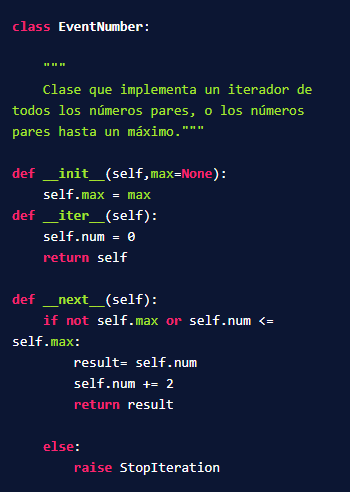 class EventNumber:
"""
Clase que implementa un iterador de
todos los números pares, o los números
pares hasta un máximo."""
def __init__(self,max=None):
self.max = max
def __iter__(self):
self.num = 0
return self
def __next__(self):
if not self.max or self.num <=
self.max:
result= self.num
self.num += 2
return result
else:
raise StopIteration